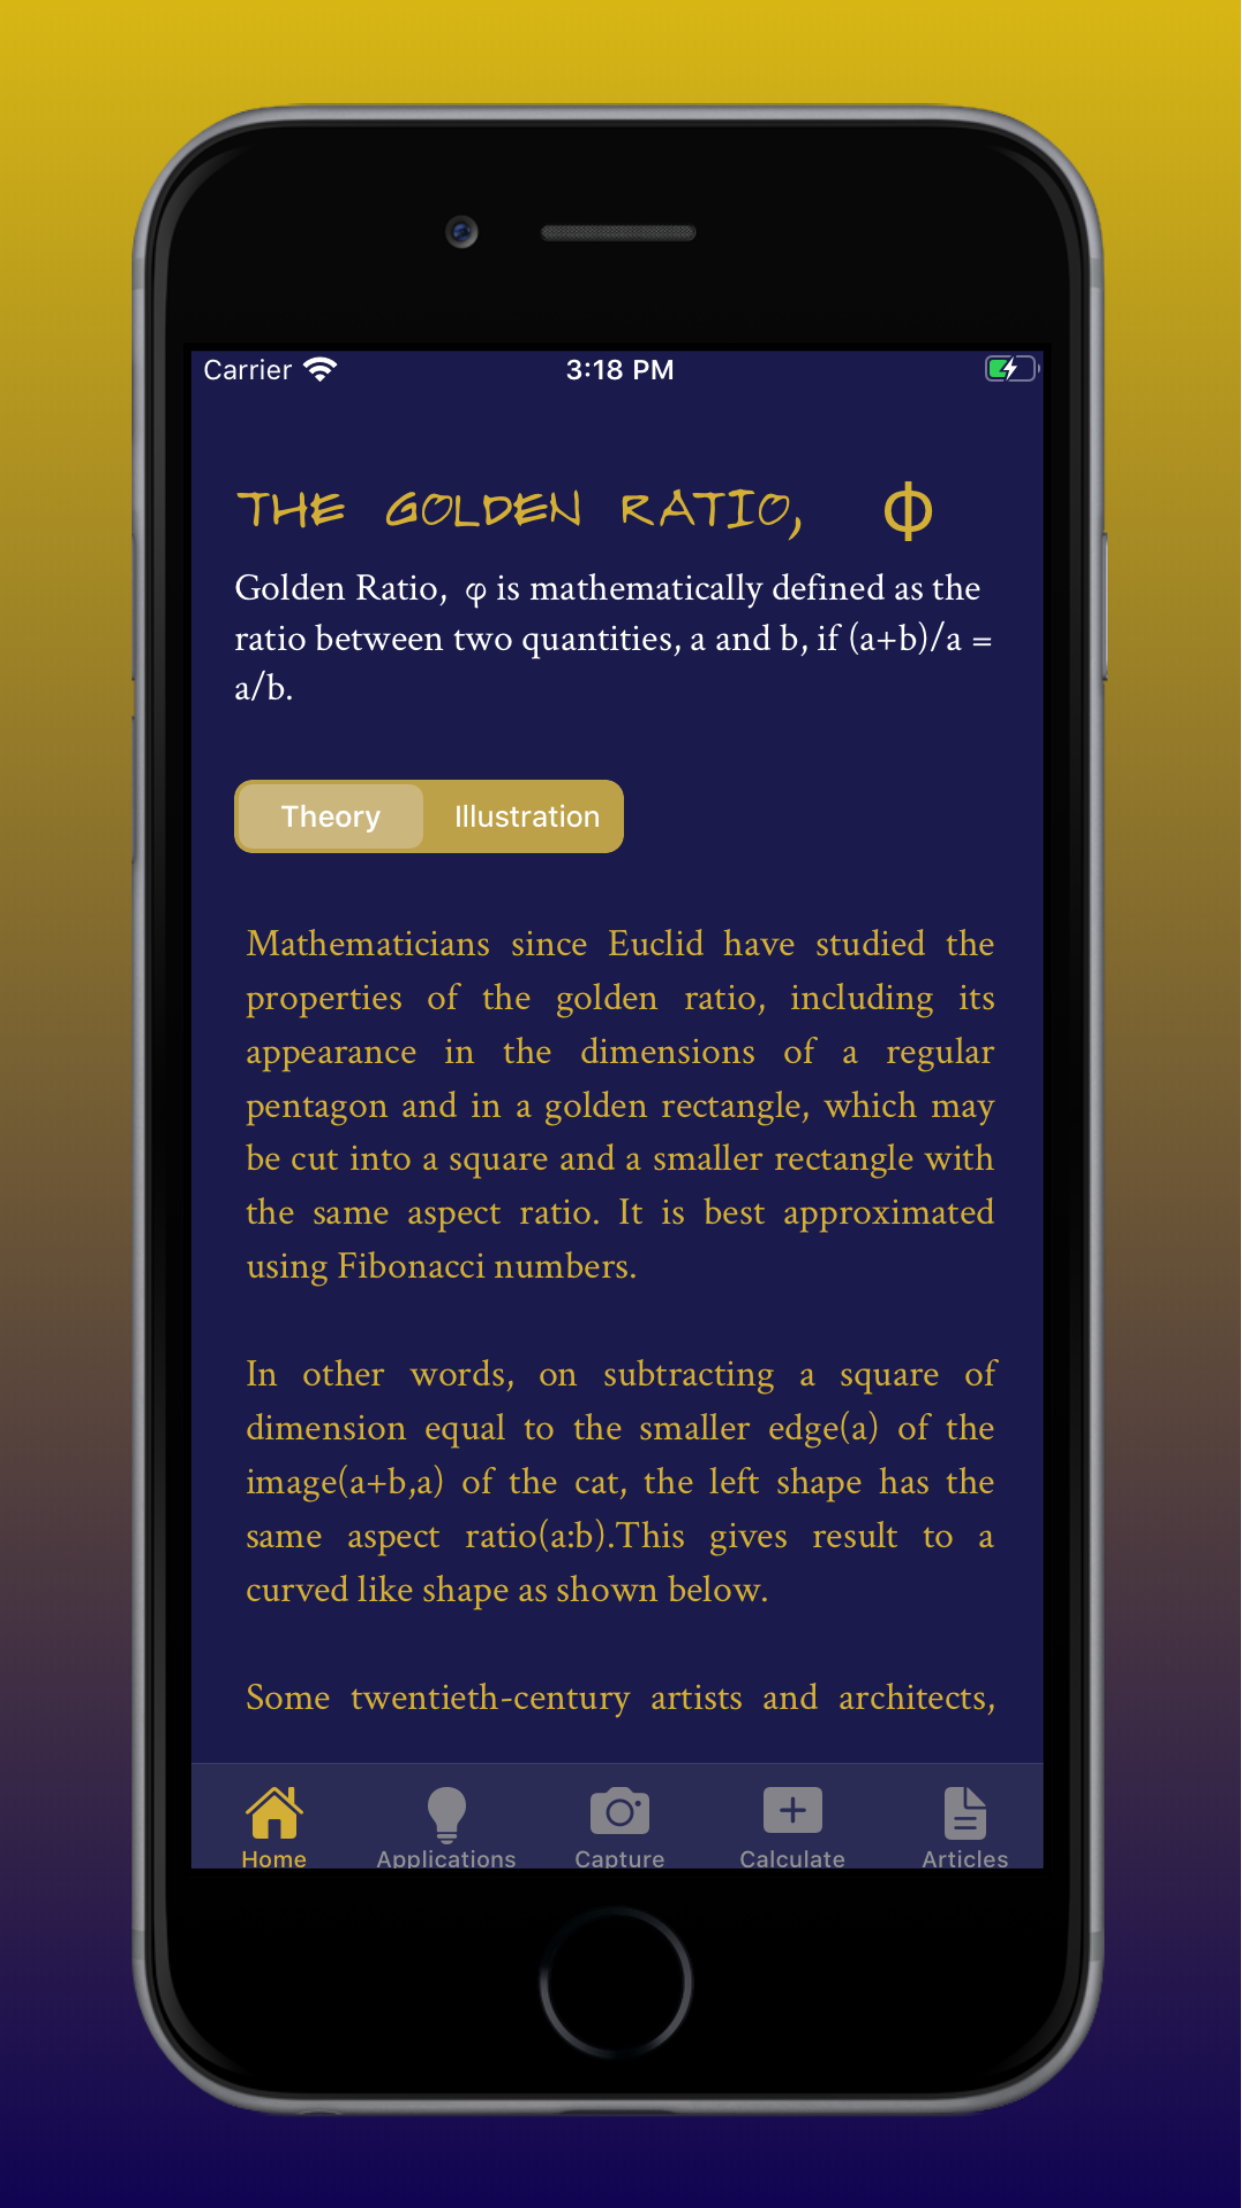 Carrier
3:18 PM
THE GOLDEN RATIO, Φ
Golden Ratio, φ is mathematically defined as the
ratio between two quantities, a and b, if (a+b)/a =
a/b.
Theory Illustration
Mathematicians since Euclid have studied the
properties of the golden ratio, including its
appearance in the dimensions of a regular
pentagon and in a golden rectangle, which may
be cut into a square and a smaller rectangle with
the same aspect ratio. It is best approximated
using Fibonacci numbers.
In other words, on subtracting a square of
dimension equal to the smaller edge(a) of the
image(a+b,a) of the cat, the left shape has the
same aspect ratio(a:b).This gives result to a
curved like shape as shown below.
Some twentieth-century artists and architects,
Home Applications Capture Calculate Articles